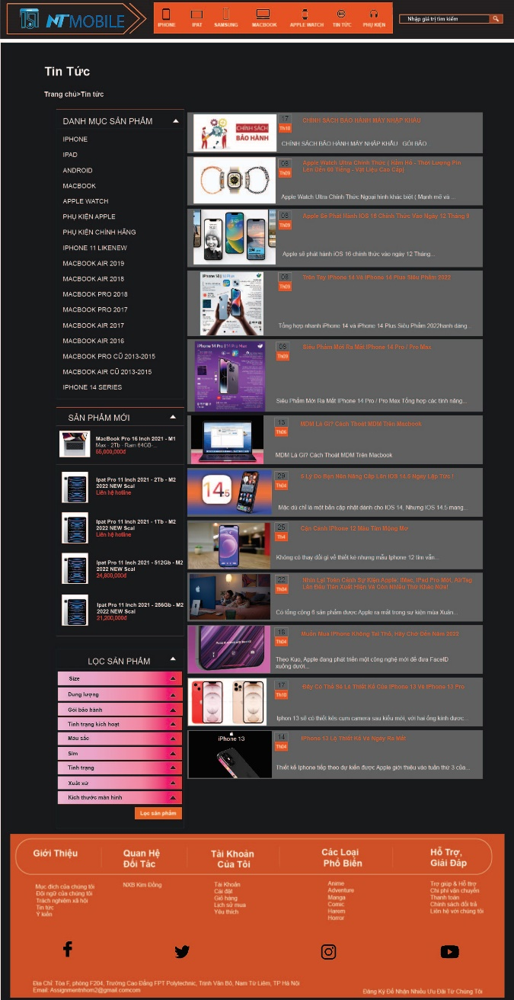 NTMOBILE
IPHONE
IPAT
SAMSUNG
MACBOOK
APPLE WATCH
TIN TỨC
PHỤ KIỆN
Nhập giá trị tìm kiếm
Tin Tức
Trang chủ>Tin tức
DANH MỤC SẢN PHẨM
IPHONE
IPAD
ANDROID
MACBOOK
APPLE WATCH
PHỤ KIỆN APPLE
PHỤ KIỆN CHÍNH HÃNG
IPHONE 11 LIKENEW
MACBOOK AIR 2019
MACBOOK AIR 2018
MACBOOK PRO 2018
MACBOOK PRO 2017
MACBOOK AIR 2017
MACBOOK AIR 2016
MACBOOK PRO CŨ 2013-2015
MACBOOK AIR CŨ 2013-2015
IPHONE 14 SERIES
SẢN PHẨM MỚI
MacBook Pro 16 Inch 2021 - M1
Max - 2Tb - Ram 64GB-...
55,000,000đ
Ipat Pro 11 Inch 2021 - 2Tb - M2
2022 NEW Scal
Liên hệ hotline
Ipat Pro 11 Inch 2021 - 1Tb - M2
2022 NEW Scal
Liên hệ hotline
Ipat Pro 11 Inch 2021 - 512Gb - M2
2022 NEW Scal
24,800,000đ
Ipat Pro 11 Inch 2021 - 256Gb - M2
2022 NEW Scal
21,200,000đ
LỌC SẢN PHẨM
Size
Dung lượng
Gói bảo hành
Tình trạng kích hoạt
Màu sắc
Sim
Tình trạng
Xuất xứ
Kích thước màn hình
Lọc sản phẩm
CHÍNH SÁCH
BẢO HÀNH
17
Th10
CHÍNH SÁCH BẢO HÀNH MÁY NHẬP KHẨU
CHÍNH SÁCH BẢO HÀNH MÁY NHẬP KHẨU GÓI BẢO
08
Th09
Apple Watch Ultra Chính Thức ( Hầm Hố - Thời Lượng Pin
Lên Đến 60 Tiếng - Vật Liệu Cao Cấp)
Apple Watch Ultra Chính Thức Ngoại hình khác biệt ( Mạnh mẽ và ...
08
Th09
Apple Sẽ Phát Hành IOS 16 Chính Thức Vào Ngày 12 Tháng 9
Apple sẽ phát hành iOS 16 chính thức vào ngày 12 Tháng...
iPhone 14 | 14 Plus
08
Th09
Trên Tay IPhone 14 Và IPhone 14 Plus Siêu Phẩm 2022
Tổng hợp nhanh iPhone 14 và iPhone 14 Plus Siêu Phẩm 2022hanh dáng...
iPhone 14 Pro | 14 Pro Max
08
Th09
Siêu Phẩm Mới Ra Mắt IPhone 14 Pro / Pro Max
Siêu Phẩm Mới Ra Mắt IPhone 14 Pro / Pro Max Tổng hợp các tính năng...
13
Th06
MDM Là Gì? Cách Thoát MDM Trên Macbook
MDM Là Gì? Cách Thoát MDM Trên Macbook
14.5
29
Th04
5 Lý Do Bạn Nên Nâng Cấp Lên IOS 14.5 Ngay Lập Tức !
Mặc dù chỉ là một bản cập nhật dành cho IOS 14, Nhưng IOS 14.5 mang...
25
Th4
Cận Cảnh IPhone 12 Màu Tím Mộng Mơ
Không có thay đổi gì về thiết kế nhưng mẫu Iphone 12 tím vẫn...
22
Th04
Nhìn Lại Toàn Cảnh Sự Kiện Apple: IMac, IPad Pro Mới, AirTag
Lần Đầu Tiên Xuất Hiện Và Còn Nhiều Thứ Khác Nữa!
Có tổng cộng 6 sản phẩm được Apple ra mắt trong sự kiện mùa Xuân...
18
Th04
Muốn Mua IPhone Không Tai Thỏ, Hãy Chờ Đến Năm 2022
Theo Kuo, Apple đang phát triển một công nghệ mới để đưa FaceID
xuống dưới...
17
Th10
Đây Có Thể Sẽ Là Thiết Kế Của IPhone 13 Và IPhone 13 Pro
Iphon 13 sẽ có thiết kês cụm camera sau kiểu mới, với hai ống kính được...
iPhone 13
14
Th04
IPhone 13 Lộ Thiết Kế Và Ngày Ra Mắt
Thiết kế Iphone tiếp theo dự kiến được Apple giới thiệu vào tuần thứ 3 của...
Giới Thiệu
Mục đích của chúng tôi
Đội ngũ của chúng tôi
Trách nghiệm xã hội
Tin tức
Ý kiến
Quan Hệ
Đối Tác
NXB Kim Đồng
Tài Khoản
Của Tôi
Tài Khoản
Cài đặt
Giỏ hàng
Lịch sử mua
Yêu thích
Các Loại
Phổ Biến
Anime
Adventure
Manga
Comic
Harem
Horror
Hỗ Trợ,
Giải Đáp
Trợ giúp & Hỗ ttrợ
Chi phí vận chuyển
Thanh toán
Chính sách đổi trả
Liên hệ với chúng tôi
Địa Chỉ: Tòa F, phòng F204, Trường Cao Đẳng FPT Polytechnic, Trịnh Văn Bô, Nam Từ Liêm, TP Hà Nội
Email: Assignmentnhom2@gmail.comcom
Đăng Ký Để Nhận Nhiều Ưu Đãi Từ Chúng Tôi